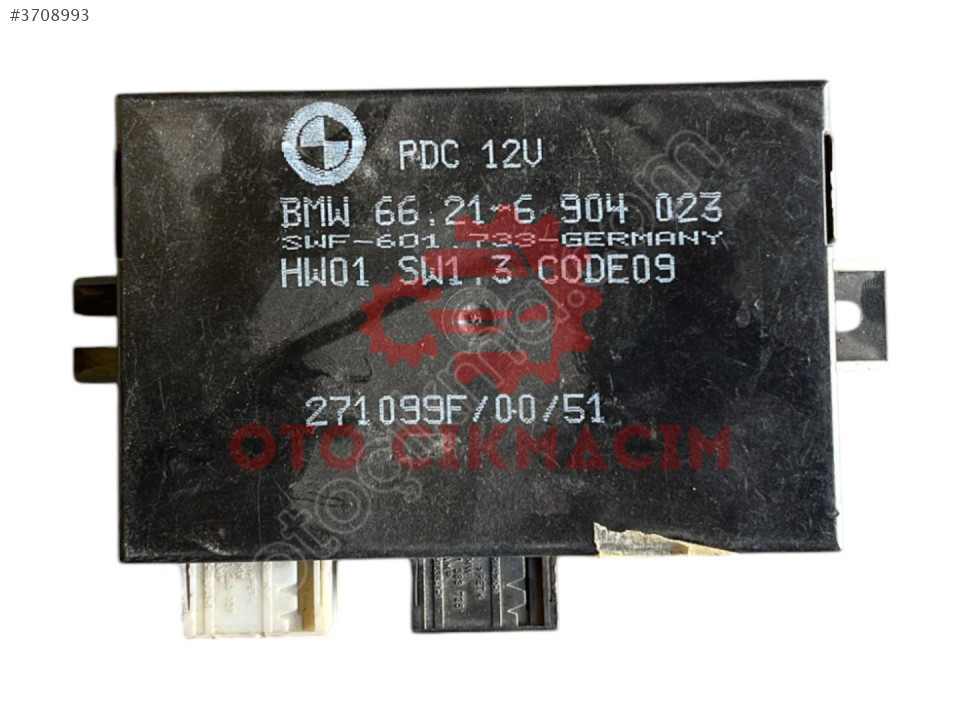 #3708993
PDC 12V
BMW 66.21-6 904 023
SWF-601.733-GERMANY
HW01 SW1.3 CODE09
271099F/00/51
OTO CIKMACIM